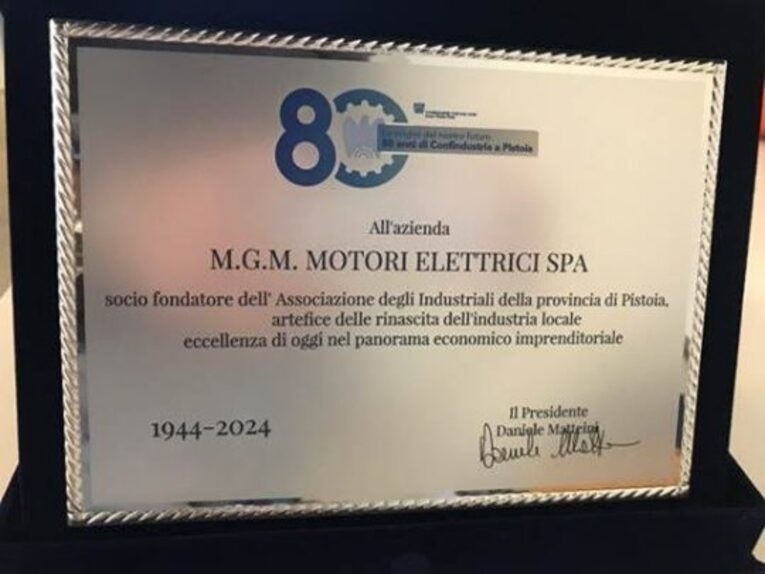 80
Le origini del nostro futuro
80 anni di Confindustria a Pistoia
All'azienda
M.G.M. MOTORI ELETTRICI SPA
socio fondatore dell' Associazione degli Industriali della provincia di Pistoia,
artefice delle rinascita dell'industria locale
eccellenza di oggi nel panorama economico imprenditoriale
1944-2024
Il Presidente
Daniele Matteini